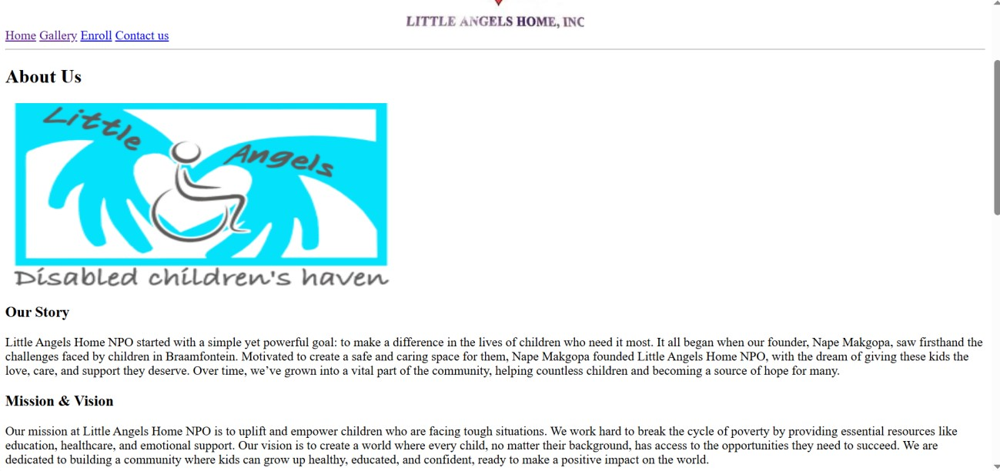 LITTLE ANGELS HOME, INC
Home Gallery Enroll Contact us
About Us
Little
Angels
Disabled children's haven
Our Story
Little Angels Home NPO started with a simple yet powerful goal: to make a difference in the lives of children who need it most. It all began when our founder, Nape Makgopa, saw firsthand the
challenges faced by children in Braamfontein. Motivated to create a safe and caring space for them, Nape Makgopa founded Little Angels Home NPO, with the dream of giving these kids the
love, care, and support they deserve. Over time, we’ve grown into a vital part of the community, helping countless children and becoming a source of hope for many.
Mission & Vision
Our mission at Little Angels Home NPO is to uplift and empower children who are facing tough situations. We work hard to break the cycle of poverty by providing essential resources like
education, healthcare, and emotional support. Our vision is to create a world where every child, no matter their background, has access to the opportunities they need to succeed. We are
dedicated to building a community where kids can grow up healthy, educated, and confident, ready to make a positive impact on the world.